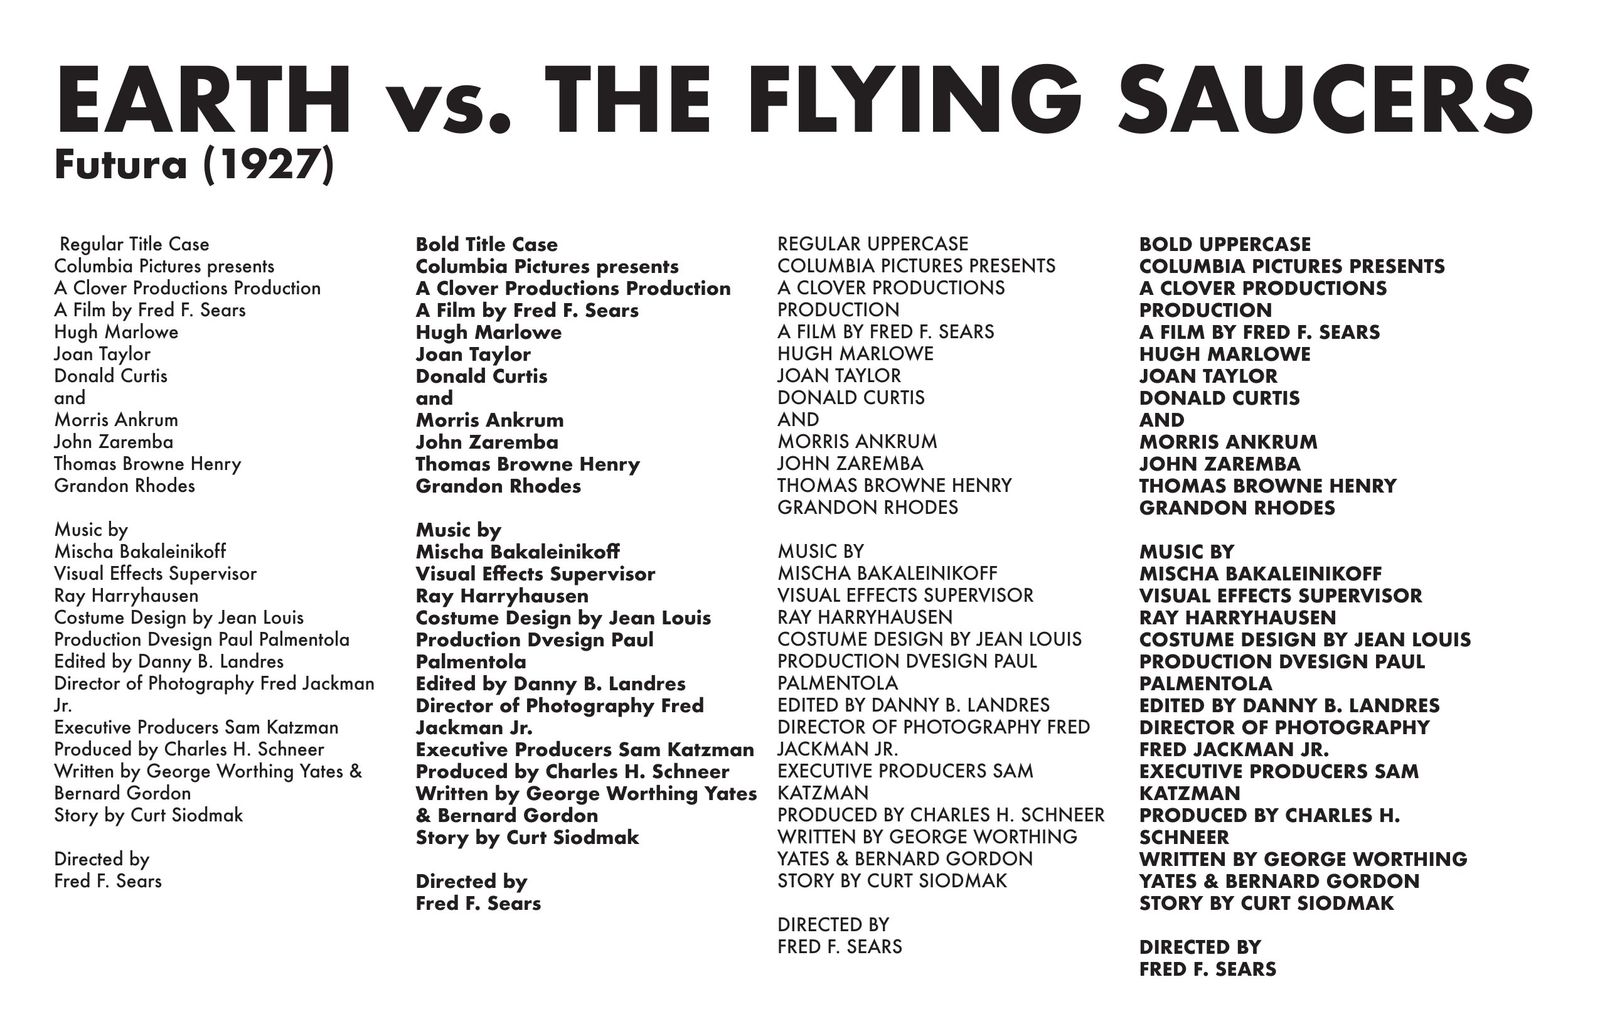 EARTH vs. THE FLYING SAUCERS
Futura (1927)
Regular Title Case
Columbia Pictures presents
A Clover Productions Production
A Film by Fred F. Sears
Hugh Marlowe
Joan Taylor
Donald Curtis
and
Morris Ankrum
John Zaremba
Thomas Browne Henry
Grandon Rhodes
Music by
Mischa Bakaleinikoff
Visual Effects Supervisor
Ray Harryhausen
Costume Design by Jean Louis
Production Dvesign Paul Palmentola
Edited by Danny B. Landres
Director of Photography Fred Jackman
Jr.
Executive Producers Sam Katzman
Produced by Charles H. Schneer
Written by George Worthing Yates &
Bernard Gordon
Story by Curt Siodmak
Directed by
Fred F. Sears
Bold Title Case
Columbia Pictures presents
A Clover Productions Production
A Film by Fred F. Sears
Hugh Marlowe
Joan Taylor
Donald Curtis
and
Morris Ankrum
John Zaremba
Thomas Browne Henry
Grandon Rhodes
Music by
Mischa Bakaleinikoff
Visual Effects Supervisor
Ray Harryhausen
Costume Design by Jean Louis
Production Dvesign Paul
Palmentola
Edited by Danny B. Landres
Director of Photography Fred
Jackman Jr.
Executive Producers Sam Katzman
Produced by Charles H. Schneer
Written by George Worthing Yates
& Bernard Gordon
Story by Curt Siodmak
Directed by
Fred F. Sears
REGULAR UPPERCASE
COLUMBIA PICTURES PRESENTS
A CLOVER PRODUCTIONS
PRODUCTION
A FILM BY FRED F. SEARS
HUGH MARLOWE
JOAN TAYLOR
DONALD CURTIS
AND
MORRIS ANKRUM
JOHN ZAREMBA
THOMAS BROWNE HENRY
GRANDON RHODES
MUSIC BY
MISCHA BAKALEINIKOFF
VISUAL EFFECTS SUPERVISOR
RAY HARRYHAUSEN
COSTUME DESIGN BY JEAN LOUIS
PRODUCTION DVESIGN PAUL
PALMENTOLA
EDITED BY DANNY B. LANDRES
DIRECTOR OF PHOTOGRAPHY FRED
JACKMAN JR.
EXECUTIVE PRODUCERS SAM
KATZMAN
PRODUCED BY CHARLES H. SCHNEER
WRITTEN BY GEORGE WORTHING
YATES & BERNARD GORDON
STORY BY CURT SIODMAK
DIRECTED BY
FRED F. SEARS
BOLD UPPERCASE
COLUMBIA PICTURES PRESENTS
A CLOVER PRODUCTIONS
PRODUCTION
A FILM BY FRED F. SEARS
HUGH MARLOWE
JOAN TAYLOR
DONALD CURTIS
AND
MORRIS ANKRUM
JOHN ZAREMBA
THOMAS BROWNE HENRY
GRANDON RHODES
MUSIC BY
MISCHA BAKALEINIKOFF
VISUAL EFFECTS SUPERVISOR
RAY HARRYHAUSEN
COSTUME DESIGN BY JEAN LOUIS
PRODUCTION DVESIGN PAUL
PALMENTOLA
EDITED BY DANNY B. LANDRES
DIRECTOR OF PHOTOGRAPHY
FRED JACKMAN JR.
EXECUTIVE PRODUCERS SAM
KATZMAN
PRODUCED BY CHARLES H.
SCHNEER
WRITTEN BY GEORGE WORTHING
YATES & BERNARD GORDON
STORY BY CURT SIODMAK
DIRECTED BY
FRED F. SEARS